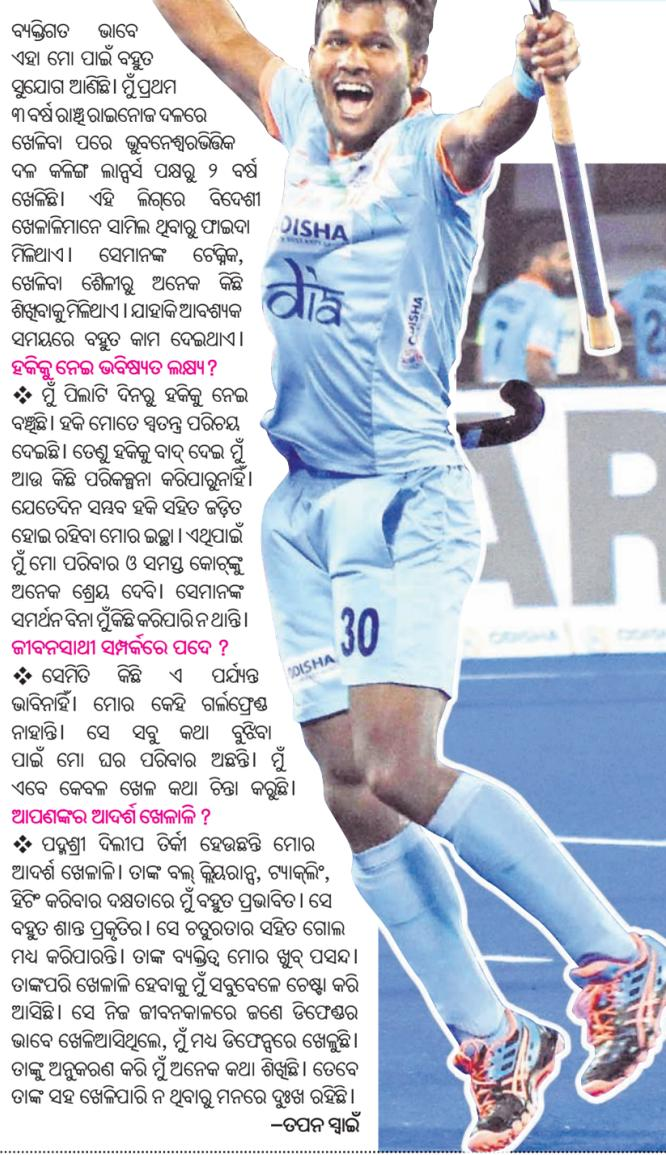 ବ୍ୟକ୍ତିଗତ ଭାବେ
ଏହା ମୋ ପାଇଁ ବହୁତ
ସୁଯୋଗ ଆଣିଛି। ମୁଁ ପ୍ରଥମ
୩ ବର୍ଷ ରାଞ୍ଚି ରାଇନୋଜ ଦଳରେ
ଖେଳିବା ପରେ ଭୁବନେଶ୍ୱରଭିତ୍ତିକ
ଦଳ କଳିଙ୍ଗ ଲାନ୍ସର୍ସ ପକ୍ଷରୁ ୨ ବର୍ଷ
ଖେଳିଛି। ଏହି ଲିଗ୍‌ରେ ବିଦେଶୀ
ଖେଳାଳିମାନେ ସାମିଲ ଥିବାରୁ ଫାଇଦା
ମିଳିଥାଏ। ସେମାନଙ୍କ ଟେକ୍ନିକ,
ଖେଳିବା ଶୈଳୀରୁ ଅନେକ କିଛି
ଶିଖିବାକୁ ମିଳିଥାଏ। ଯାହାକି ଆବଶ୍ୟକ
ସମୟରେ ବହୁତ କାମ ଦେଇଥାଏ।
ହକିକୁ ନେଇ ଭବିଷ୍ୟତ ଲକ୍ଷ୍ୟ?
❖ ମୁଁ ପିଲାଟି ଦିନରୁ ହକିକୁ ନେଇ
ବଞ୍ଚିଛି। ହକି ମୋତେ ସ୍ୱତନ୍ତ୍ର ପରିଚୟ
ଦେଇଛି। ତେଣୁ ହକିକୁ ବାଦ୍ ଦେଇ ମୁଁ
ଆଉ କିଛି ପରିକଳ୍ପନା କରିପାରୁନାହିଁ।
ଯେତେଦିନ ସମ୍ଭବ ହକି ସହିତ ଜଡ଼ିତ
ହୋଇ ରହିବା ମୋର ଇଚ୍ଛା। ଏଥିପାଇଁ
ମୁଁ ମୋ ପରିବାର ଓ ସମସ୍ତ କୋଚ୍‌ଙ୍କୁ
ଅନେକ ଶ୍ରେୟ ଦେବି। ସେମାନଙ୍କ
ସମର୍ଥନ ବିନା ମୁଁ କିଛି କରିପାରି ନ ଥାନ୍ତି।
ଜୀବନସାଥୀ ସମ୍ପର୍କରେ ପଦେ ?
❖ ସେମିତି କିଛି ଏ ପର୍ଯ୍ୟନ୍ତ
ଭାବିନାହିଁ। ମୋର କେହି ଗର୍ଲଫ୍ରେଣ୍ଡ
ନାହାନ୍ତି। ସେ ସବୁ କଥା ବୁଝିବା
ପାଇଁ ମୋ ଘର ପରିବାର ଅଛନ୍ତି। ମୁଁ
ଏବେ କେବଳ ଖେଳ କଥା ଚିନ୍ତା କରୁଛି।
ଆପଣଙ୍କର ଆଦର୍ଶ ଖେଳାଳି ?
❖ ପଦ୍ମଶ୍ରୀ ଦିଲୀପ ତିର୍କୀ ହେଉଛନ୍ତି ମୋର
ଆଦର୍ଶ ଖେଳାଳି। ତାଙ୍କ ବଲ୍ କ୍ଲିୟରାନ୍ସ, ଟ୍ୟାକ୍‌ଲିଂ,
ହିଟିଂ କରିବାର ଦକ୍ଷତାରେ ମୁଁ ବହୁତ ପ୍ରଭାବିତ। ସେ
ବହୁତ ଶାନ୍ତ ପ୍ରକୃତିର। ସେ ଚତୁରତାର ସହିତ ଗୋଲ
ମଧ୍ୟ କରିପାରନ୍ତି। ତାଙ୍କ ବ୍ୟକ୍ତିତ୍ୱ ମୋର ଖୁବ୍ ପସନ୍ଦ।
ତାଙ୍କପରି ଖେଳାଳି ହେବାକୁ ମୁଁ ସବୁବେଳେ ଚେଷ୍ଟା କରି
ଆସିଛି। ସେ ନିଜ ଜୀବନକାଳରେ ଜଣେ ଡିଫେଣ୍ଡର
ଭାବେ ଖେଳିଆସିଥିଲେ, ମୁଁ ମଧ୍ୟ ଡିଫେନ୍ସରେ ଖେଳୁଛି।
ତାଙ୍କୁ ଅନୁକରଣ କରି ମୁଁ ଅନେକ କଥା ଶିଖିଛି। ତେବେ
ତାଙ୍କ ସହ ଖେଳିପାରି ନ ଥିବାରୁ ମନରେ ଦୁଃଖ ରହିଛି।
–ତପନ ସ୍ୱାଇଁ
ODISHA
dia
ODISHA
30
ODISHA
7
2
AR
ODISHA